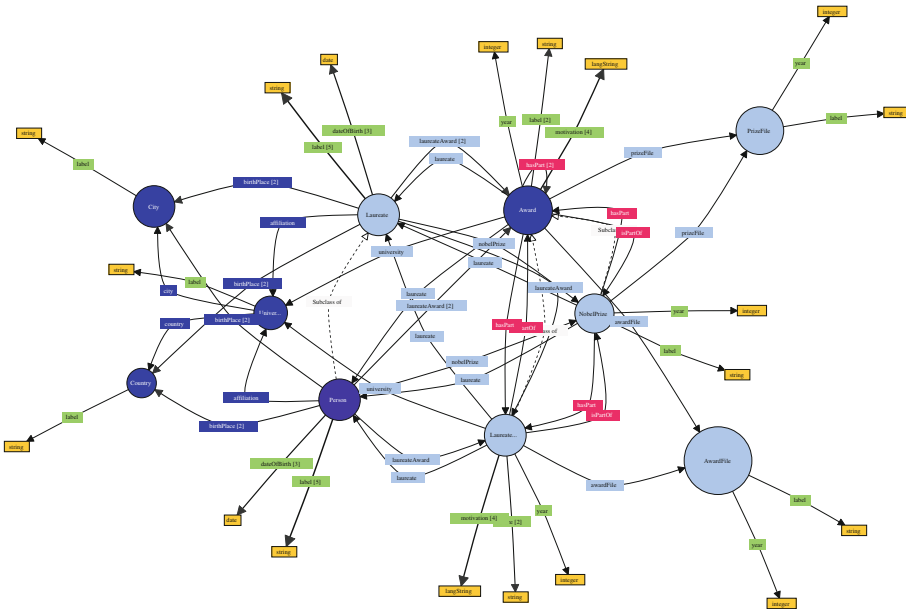 integer
integer
string
date
langString
string
year
string
label
year
label [2]
string
dateOfBirth [3]
motivation [4]
PrizeFile
label [5]
laureateAward [2]
prizeFile
laureate
label
hasPart [2]
birthPlace [2]
City
Laureate
Award
hasPart
affiliation
isPartOf
prizeFile
nobelPrize
university
laureate
string
label
birthPlace [2]
laureateAward
city
laureate
Subclass of
laureateAward [2]
year
integer
Univer...
NobelPrize
country
birthPlace [2]
hasPart
awardFile
laureate
label
nobelPrize
string
Country
laureate
university
affiliation
Person
hasPart
isPartOf
label
birthPlace [2]
Laureate...
string
laureateAward
AwardFile
dateOfBirth [3]
laureate
label [5]
awardFile
label
year
date
motivation [4]
string
year
string
integer
langString
string
integer